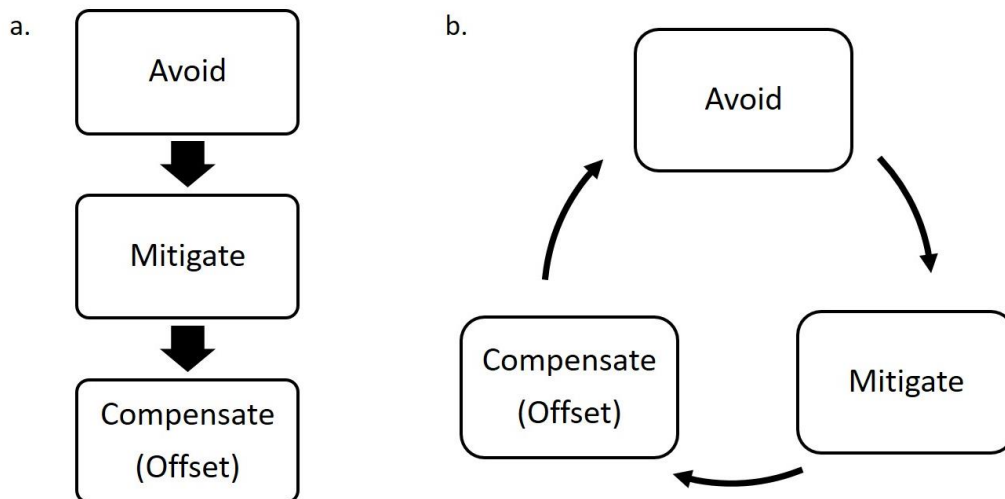 a.
Avoid
Mitigate
Compensate
(Offset)
b.
Avoid
Mitigate
Compensate
(Offset)